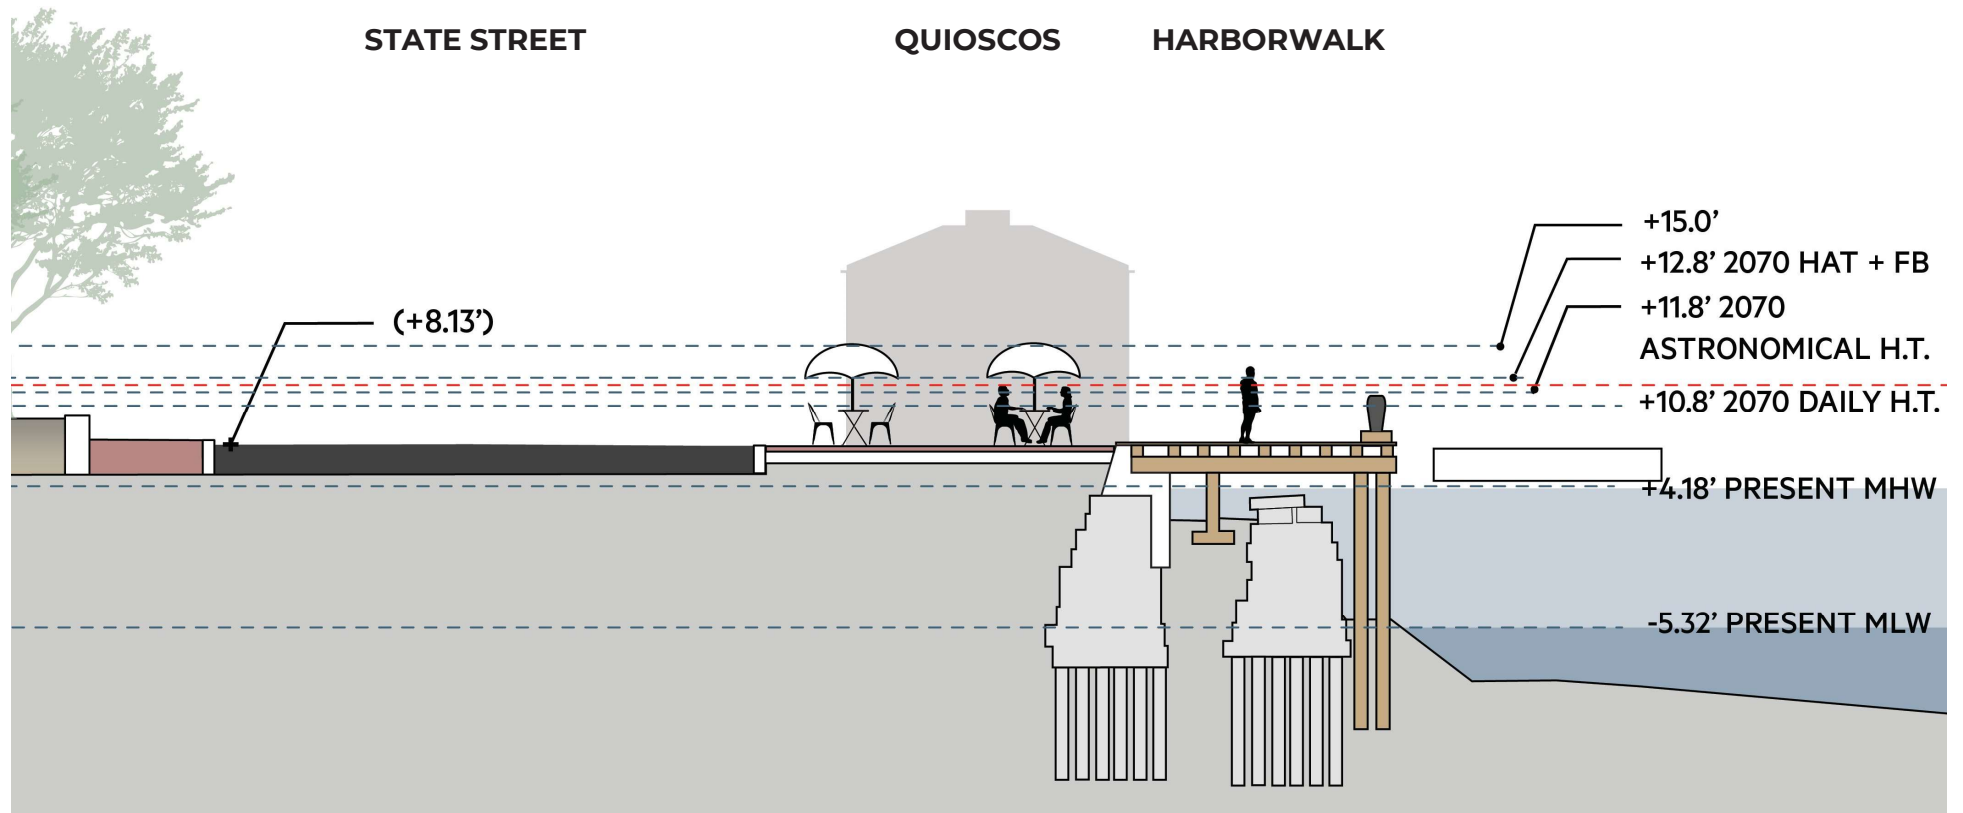 STATE STREET
QUIOSCOS
HARBORWALK
+15.0’
+12.8’ 2070 HAT + FB
+11.8’ 2070
ASTRONOMICAL H.T.
(+8.13’)
+10.8’ 2070 DAILY H.T.
+4.18’ PRESENT MHW
-5.32’ PRESENT MLW